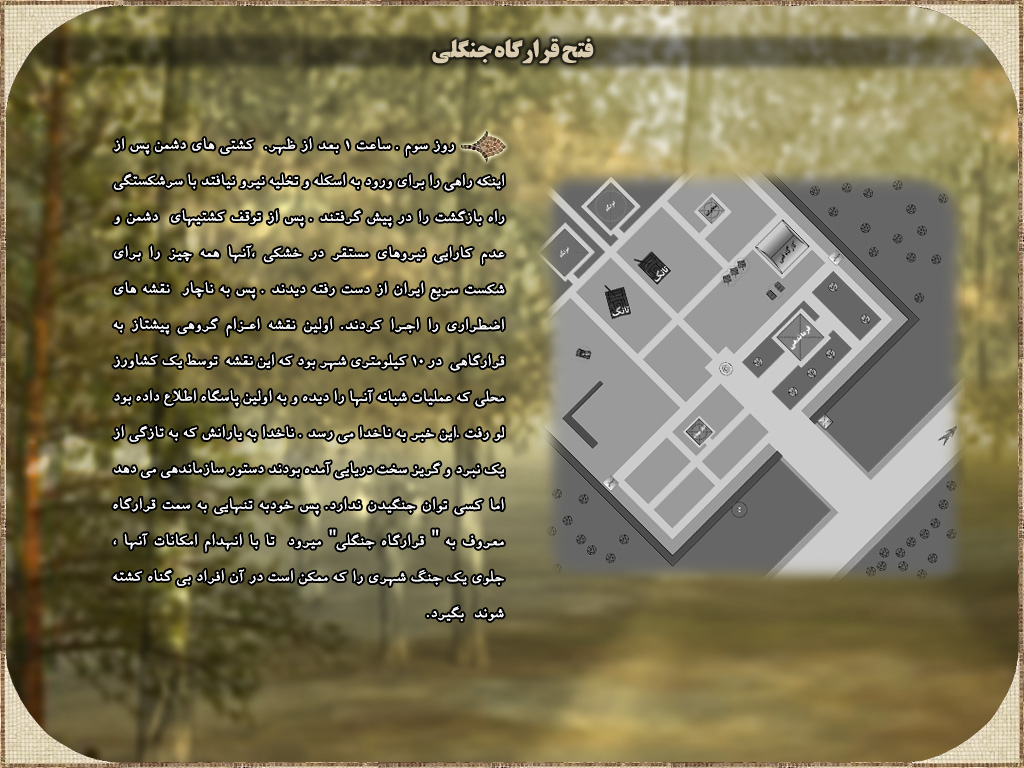 فتح قرارگاه جنگلی
روز سوم . ساعت ۱ بعد از ظهر. کشتی های دشمن پس از
اینکه راهی را برای ورود به اسکله و تخلیه نیرو نیافتند با سرشکستگی
راه بازگشت را در پیش گرفتند . پس از توقف کشتیهای دشمن و
عدم کارایی نیروهای مستقر در خشکی ،آنها همه چیز را برای
شکست سریع ایران از دست رفته دیدند . پس به ناچار نقشه های
اضطراری را اجرا کردند. اولین نقشه اعزام گروهی پیشتاز به
قرارگاهی در ۱۰ کیلومتری شهر بود که این نقشه توسط یک کشاورز
محلی که عملیات شبانه آنها را دیده و به اولین پاسگاه اطلاع داده بود
لو رفت .این خبر به ناخدا می رسد . ناخدا به یارانش که به تازگی از
یک نبرد و گریز سخت دریایی آمده بودند دستور سازماندهی می دهد
اما کسی توان جنگیدن ندارد. پس خودبه تنهایی به سمت قرارگاه
معروف به " قرارگاه جنگلی" میرود تا با انهدام امکانات آنها ،
جلوی یک جنگ شهری را که ممکن است در آن افراد بی گناه کشته
شوند بگیرد.
تانک
تانک
فرماندهی